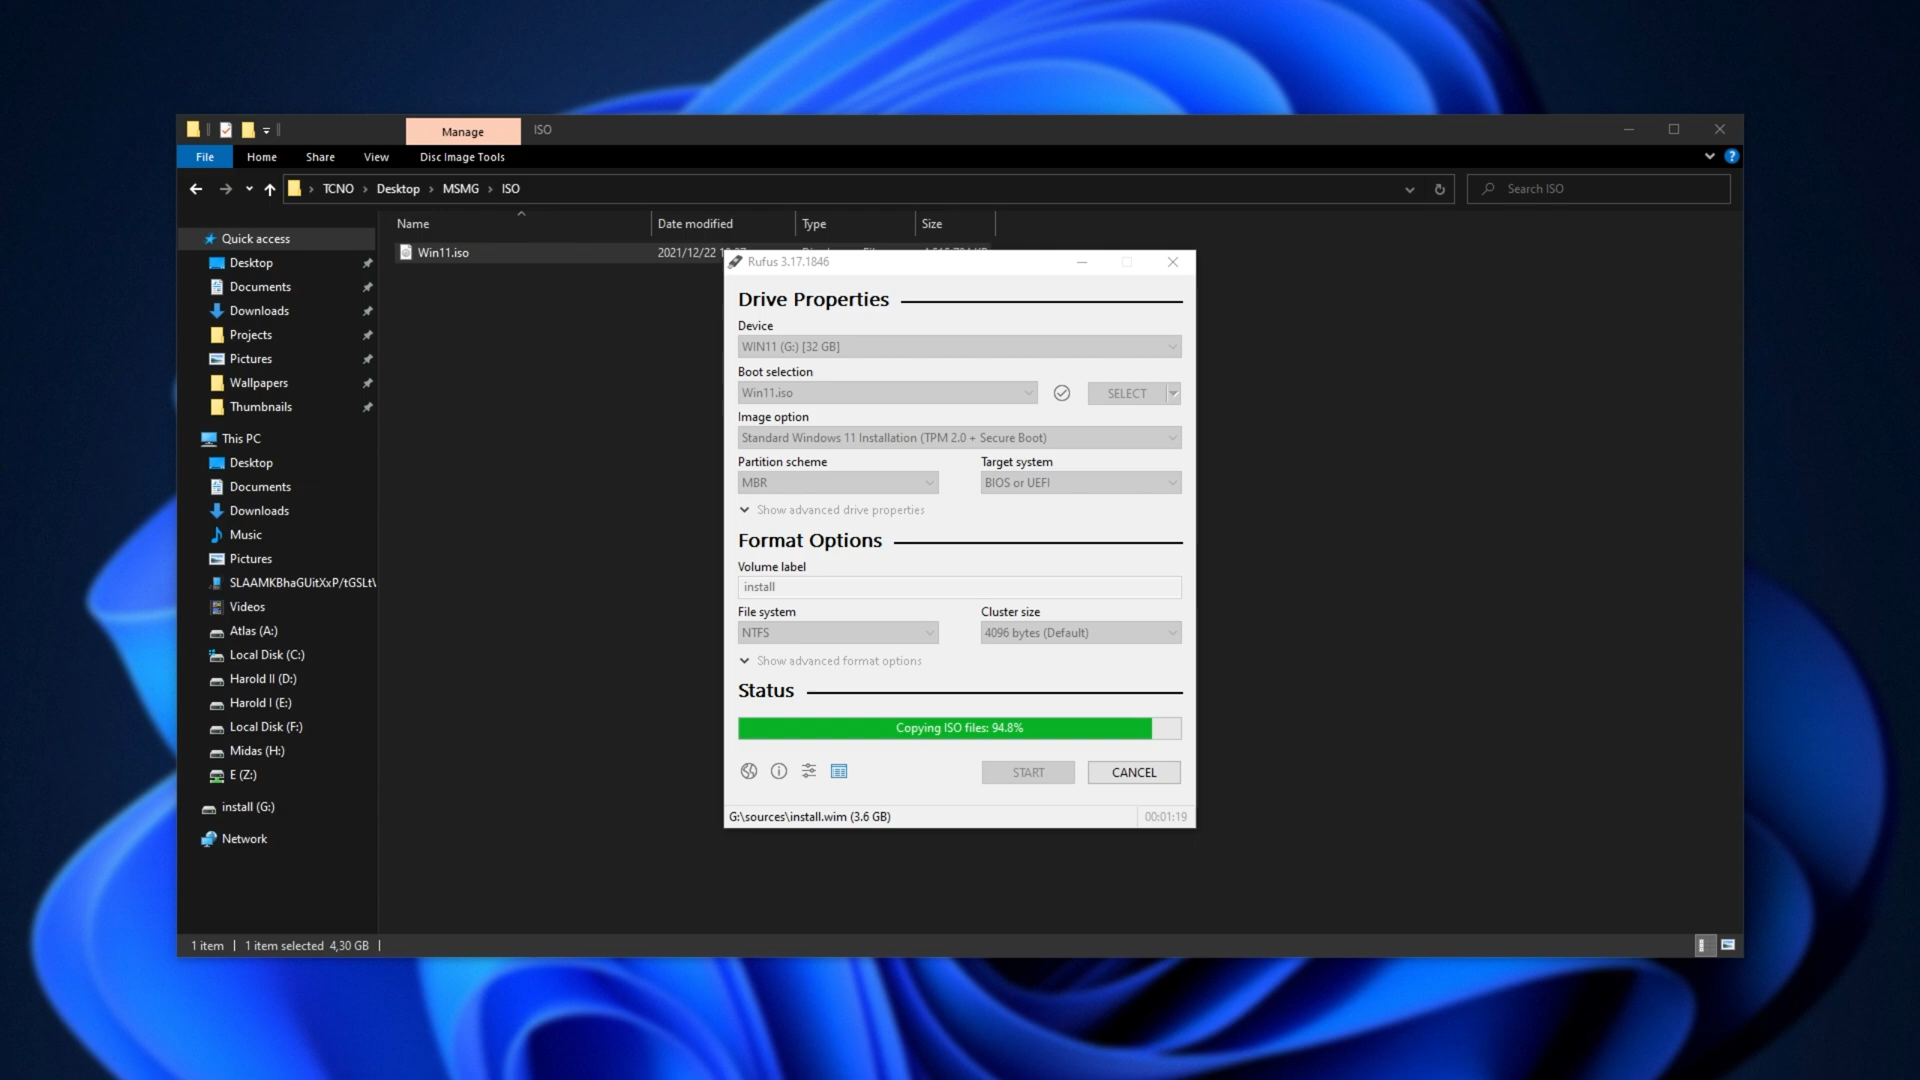 Manage
ISO
File
Home
Share
View
Disc Image Tools
TCNO
Desktop
MSMG
ISO
Search ISO
Name
Date modified
Type
Size
Win11.iso
2021/12/22
Quick access
Desktop
Documents
Downloads
Projects
Pictures
Wallpapers
Thumbnails
This PC
Desktop
Documents
Downloads
Music
Pictures
SLAAMKBhaGUitXxP/tGSLt\
Videos
Atlas (A:)
Local Disk (C:)
Harold II (D:)
Harold I (E:)
Local Disk (F:)
Midas (H:)
E (Z:)
install (G:)
Network
1 item
1 item selected 4,30 GB
Rufus 3.17.1846
Drive Properties
Device
WIN11 (G:) [32 GB]
Boot selection
Win11.iso
SELECT
Image option
Standard Windows 11 Installation (TPM 2.0 + Secure Boot)
Partition scheme
Target system
MBR
BIOS or UEFI
Show advanced drive properties
Format Options
Volume label
install
File system
Cluster size
NTFS
4096 bytes (Default)
Show advanced format options
Status
Copying ISO files: 94.8%
START
CANCEL
G:\sources\install.wim (3.6 GB)
00:01:19